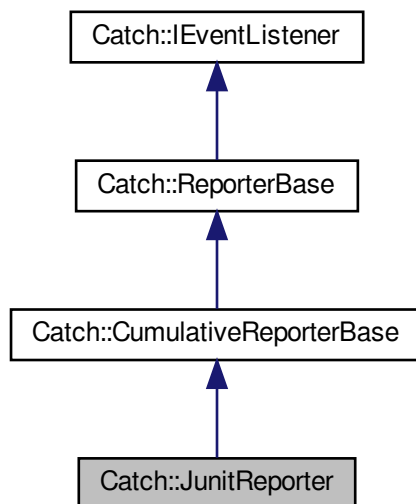 Catch::IEventListener
Catch::ReporterBase
Catch::CumulativeReporterBase
Catch::JunitReporter